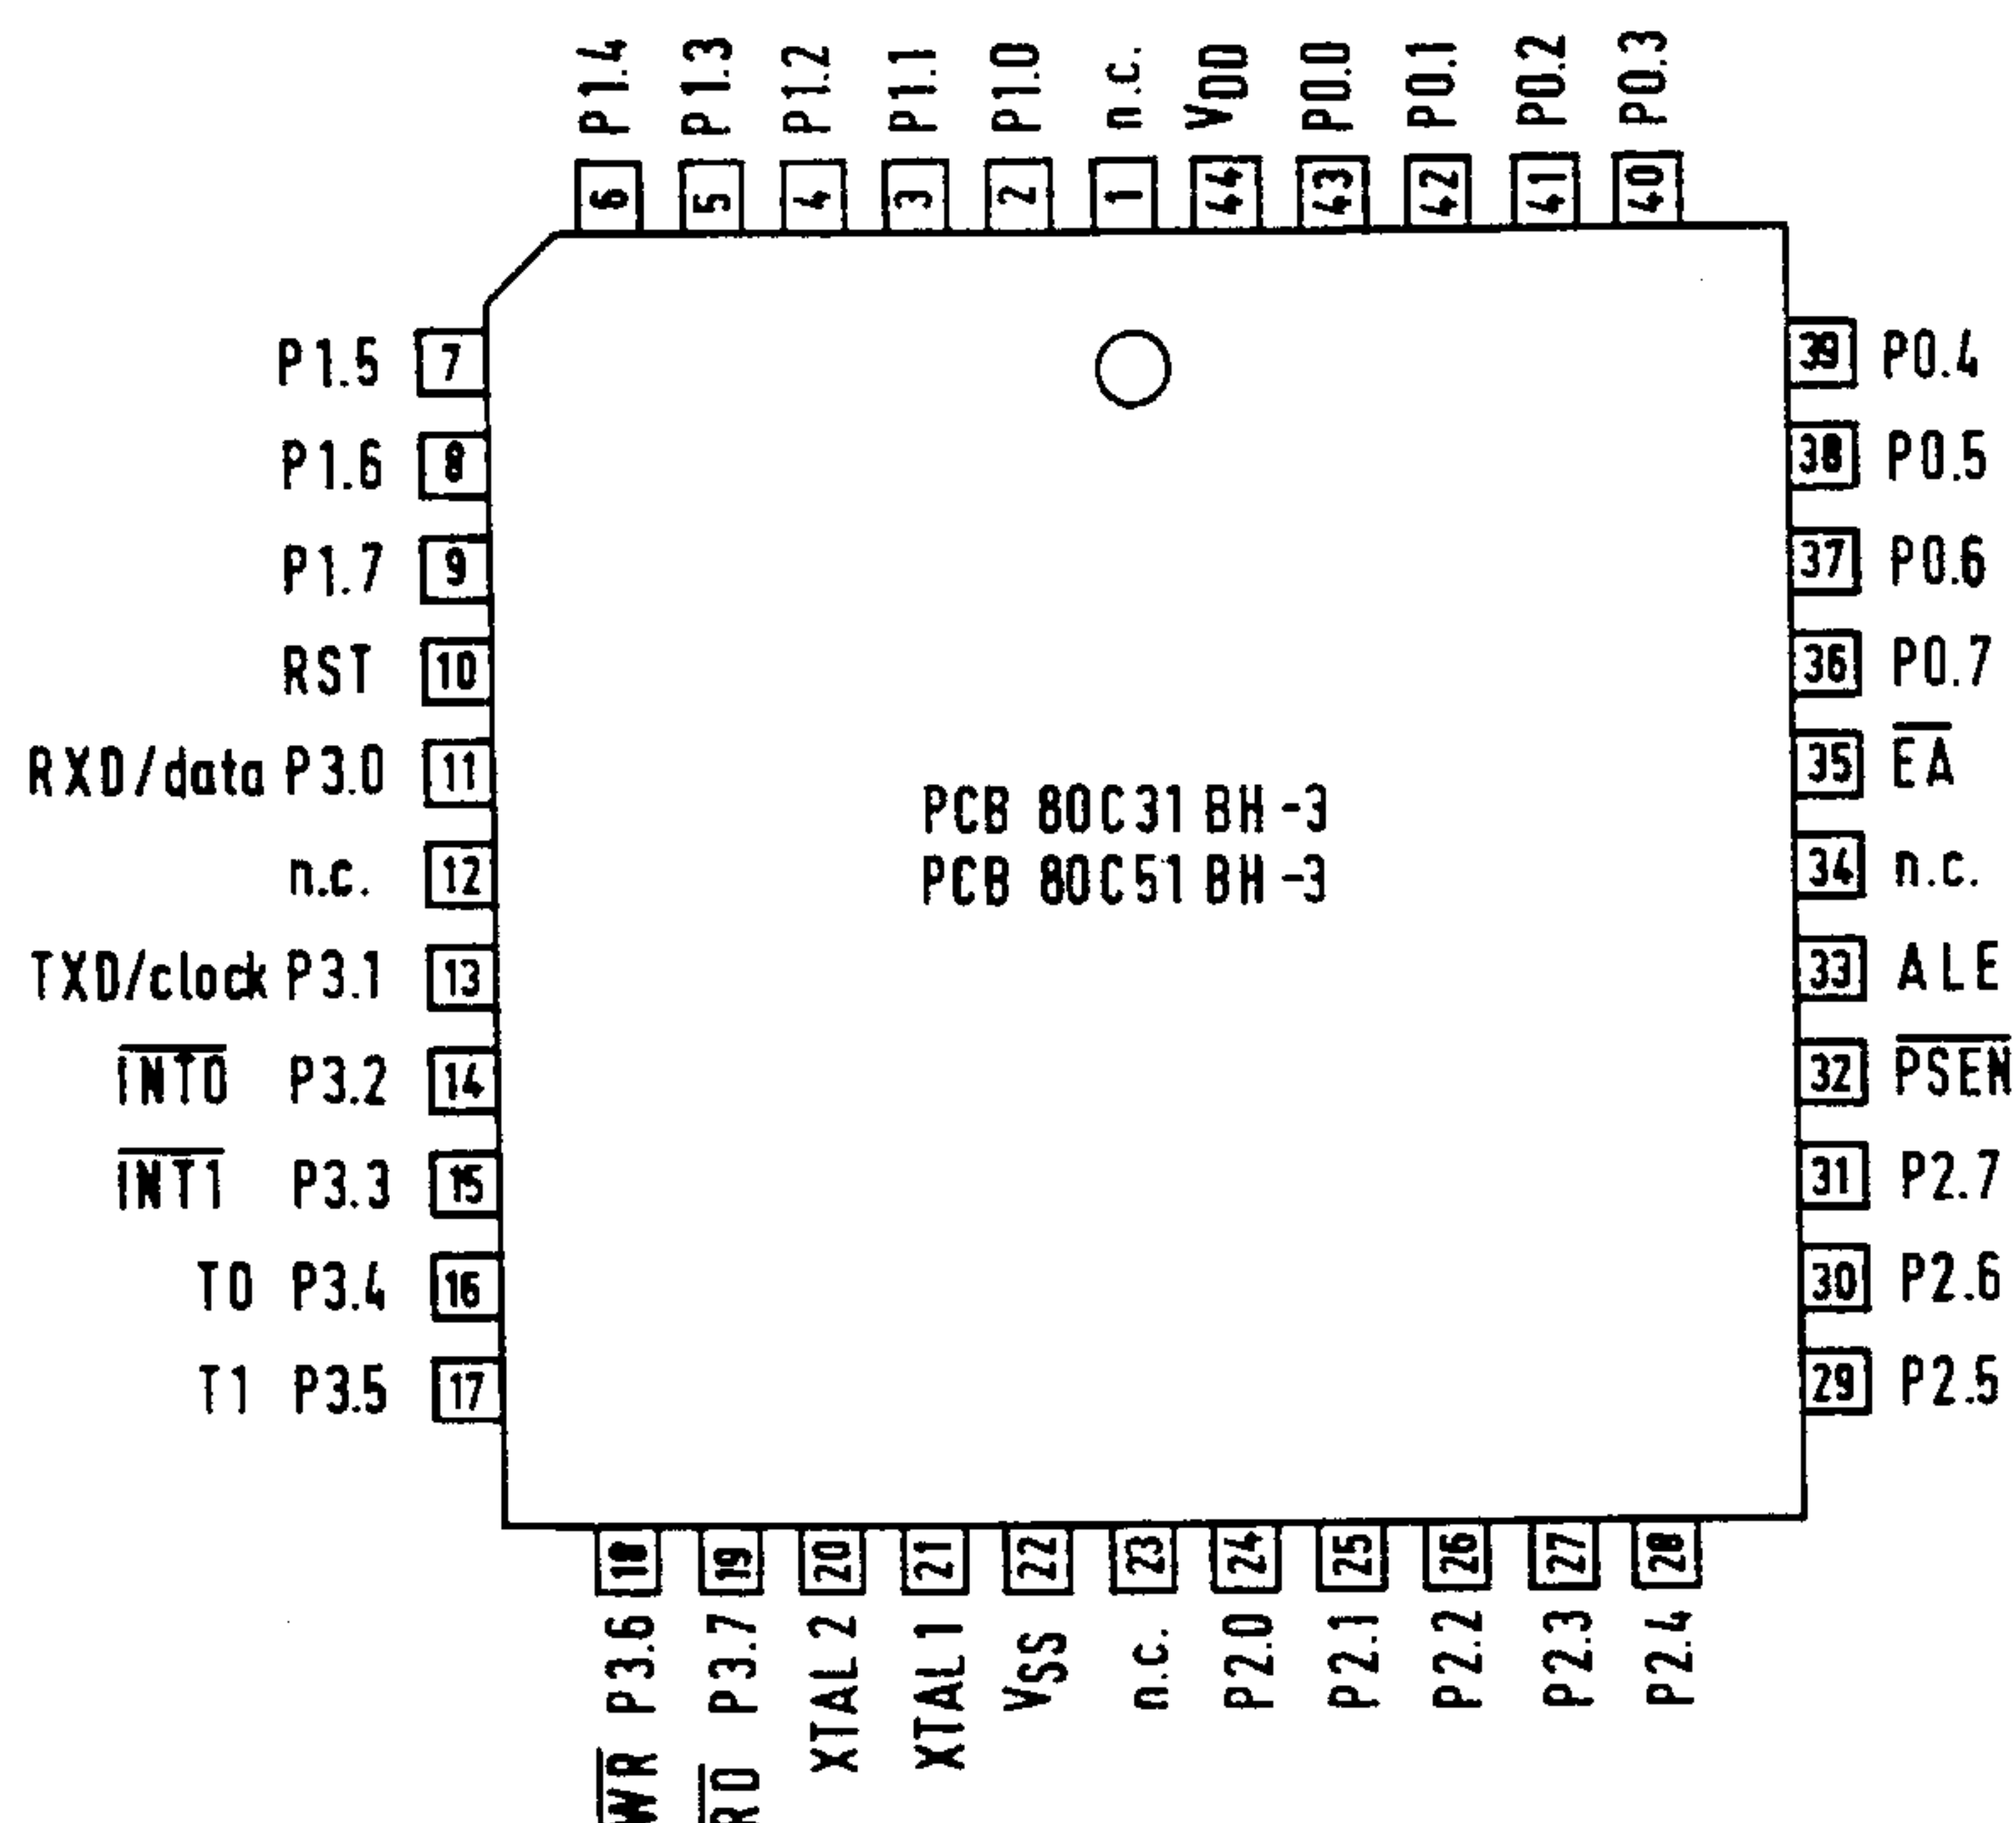 P1.4 P1.3 P1.2 P1.1 P1.0 n.c. VDD P0.0 P0.1 P0.2 P0.3
6 5 4 3 2 1 44 43 42 41 40
P1.5 7
P1.6 8
P1.7 9
RST 10
RXD/data P3.0 11
n.c. 12
TXD/clock P3.1 13
INT0 P3.2 14
INT1 P3.3 15
T0 P3.4 16
T1 P3.5 17
PCB 80C31 BH-3
PCB 80C51 BH-3
39 P0.4
38 P0.5
37 P0.6
36 P0.7
35 EA
34 n.c.
33 ALE
32 PSEN
31 P2.7
30 P2.6
29 P2.5
18 19 20 21 22 23 24 25 26 27 28
WR P3.6
RD P3.7
XTAL2
XTAL1
VSS
n.c.
P2.0
P2.1
P2.2
P2.3
P2.4